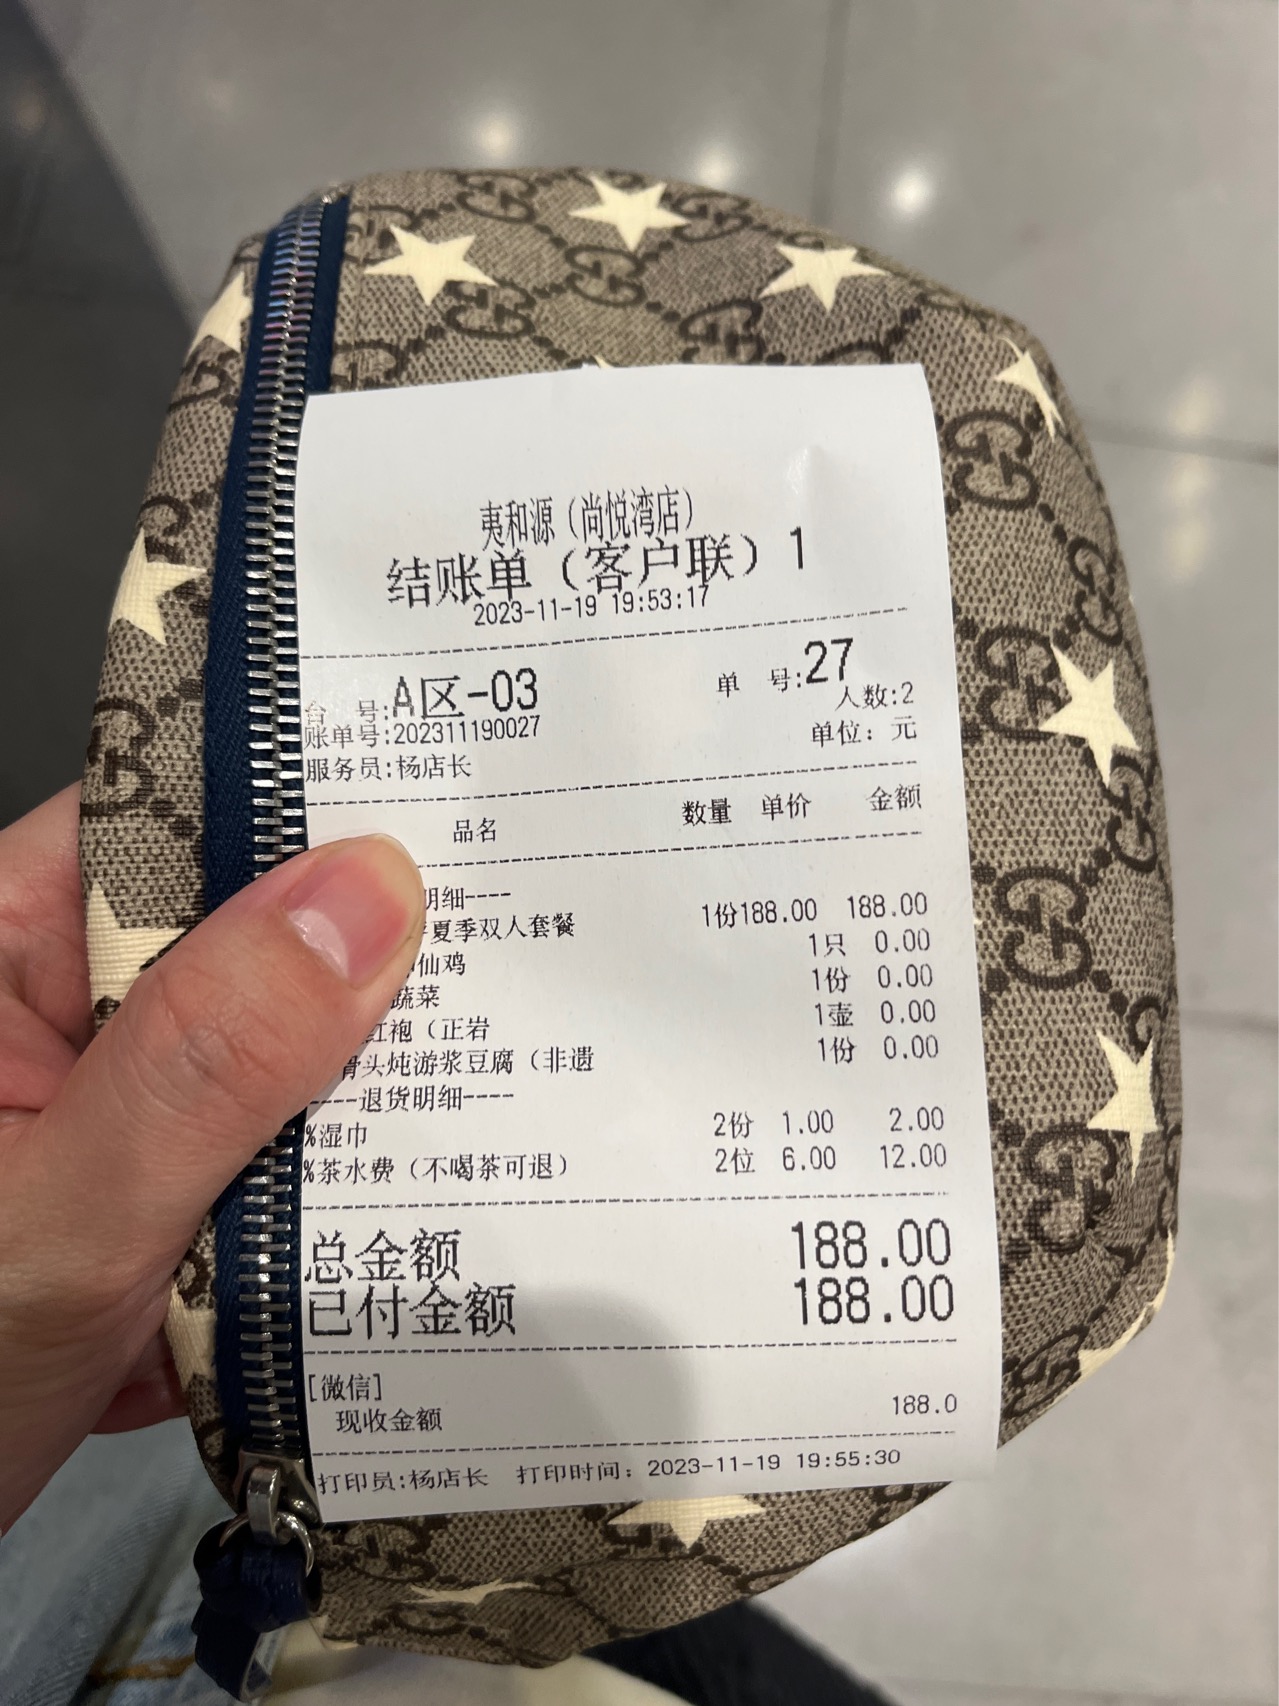 夷和源（尚悦湾店）
结账单（客户联）1
2023-11-19 19:53:17
台 号:A区-03 单 号:27
人数:2
账单号:202311190027 单位：元
服务员:杨店长
品名 数量 单价 金额
明细----
夏季双人套餐 1份188.00 188.00
仙鸡 1只 0.00
蔬菜 1份 0.00
红袍（正岩 1壶 0.00
骨头炖游浆豆腐（非遗 1份 0.00
----退货明细----
%湿巾 2份 1.00 2.00
%茶水费（不喝茶可退） 2位 6.00 12.00
总金额 188.00
已付金额 188.00
[微信]
现收金额 188.0
打印员:杨店长 打印时间：2023-11-19 19:55:30